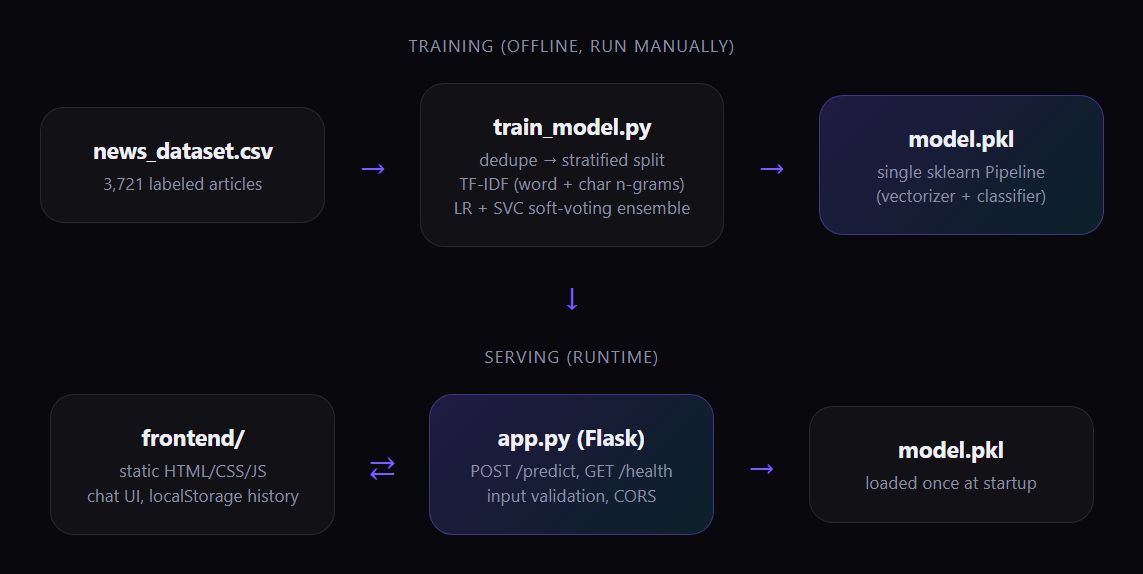 TRAINING (OFFLINE, RUN MANUALLY)
news_dataset.csv
3,721 labeled articles
→
train_model.py
dedupe → stratified split
TF-IDF (word + char n-grams)
LR + SVC soft-voting ensemble
→
model.pkl
single sklearn Pipeline
(vectorizer + classifier)
↓
SERVING (RUNTIME)
frontend/
static HTML/CSS/JS
chat UI, localStorage history
⇄
app.py (Flask)
POST /predict, GET /health
input validation, CORS
→
model.pkl
loaded once at startup